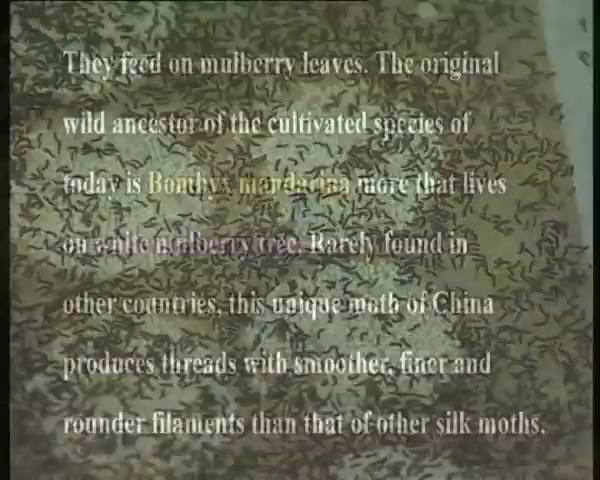 They feed on mulberry leaves. The original
wild ancestor of the cultivated species of
today is Bonthyx mandarina more that lives
on white mulberry tree. Rarely found in
other countries, this unique moth of China
produces threads with smoother, finer and
rounder filaments than that of other silk moths.